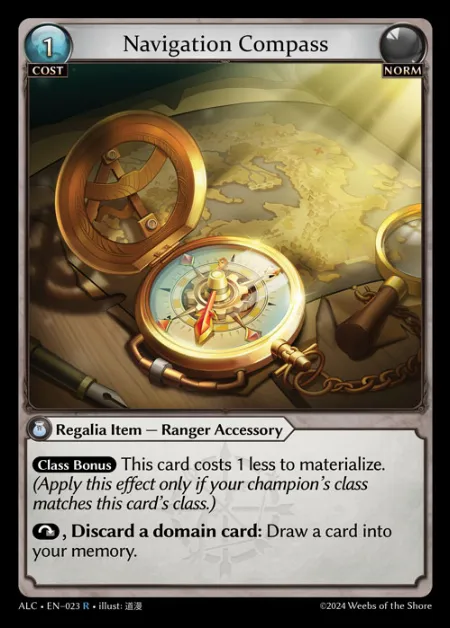 1
Navigation Compass
COST
NORM
Regalia Item — Ranger Accessory
Class Bonus This card costs 1 less to materialize.
(Apply this effect only if your champion's class
matches this card's class.)
, Discard a domain card: Draw a card into
your memory.
ALC • EN-023 R • illust: 道漫
©2024 Weebs of the Shore